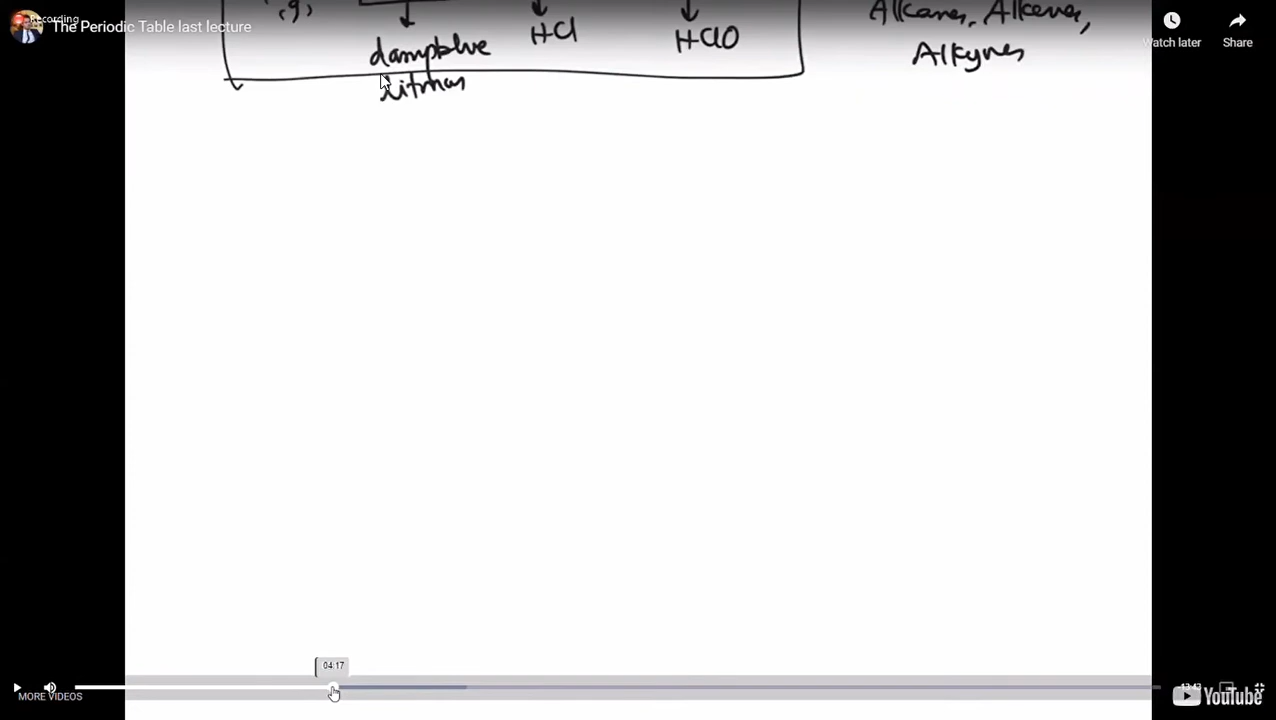 Recording
The Periodic Table last lecture
Watch later
Share
(g)
HCl
HClO
Alkanes, Alkenes,
Alkynes
damp blue
litmus
04:17
MORE VIDEOS
YouTube